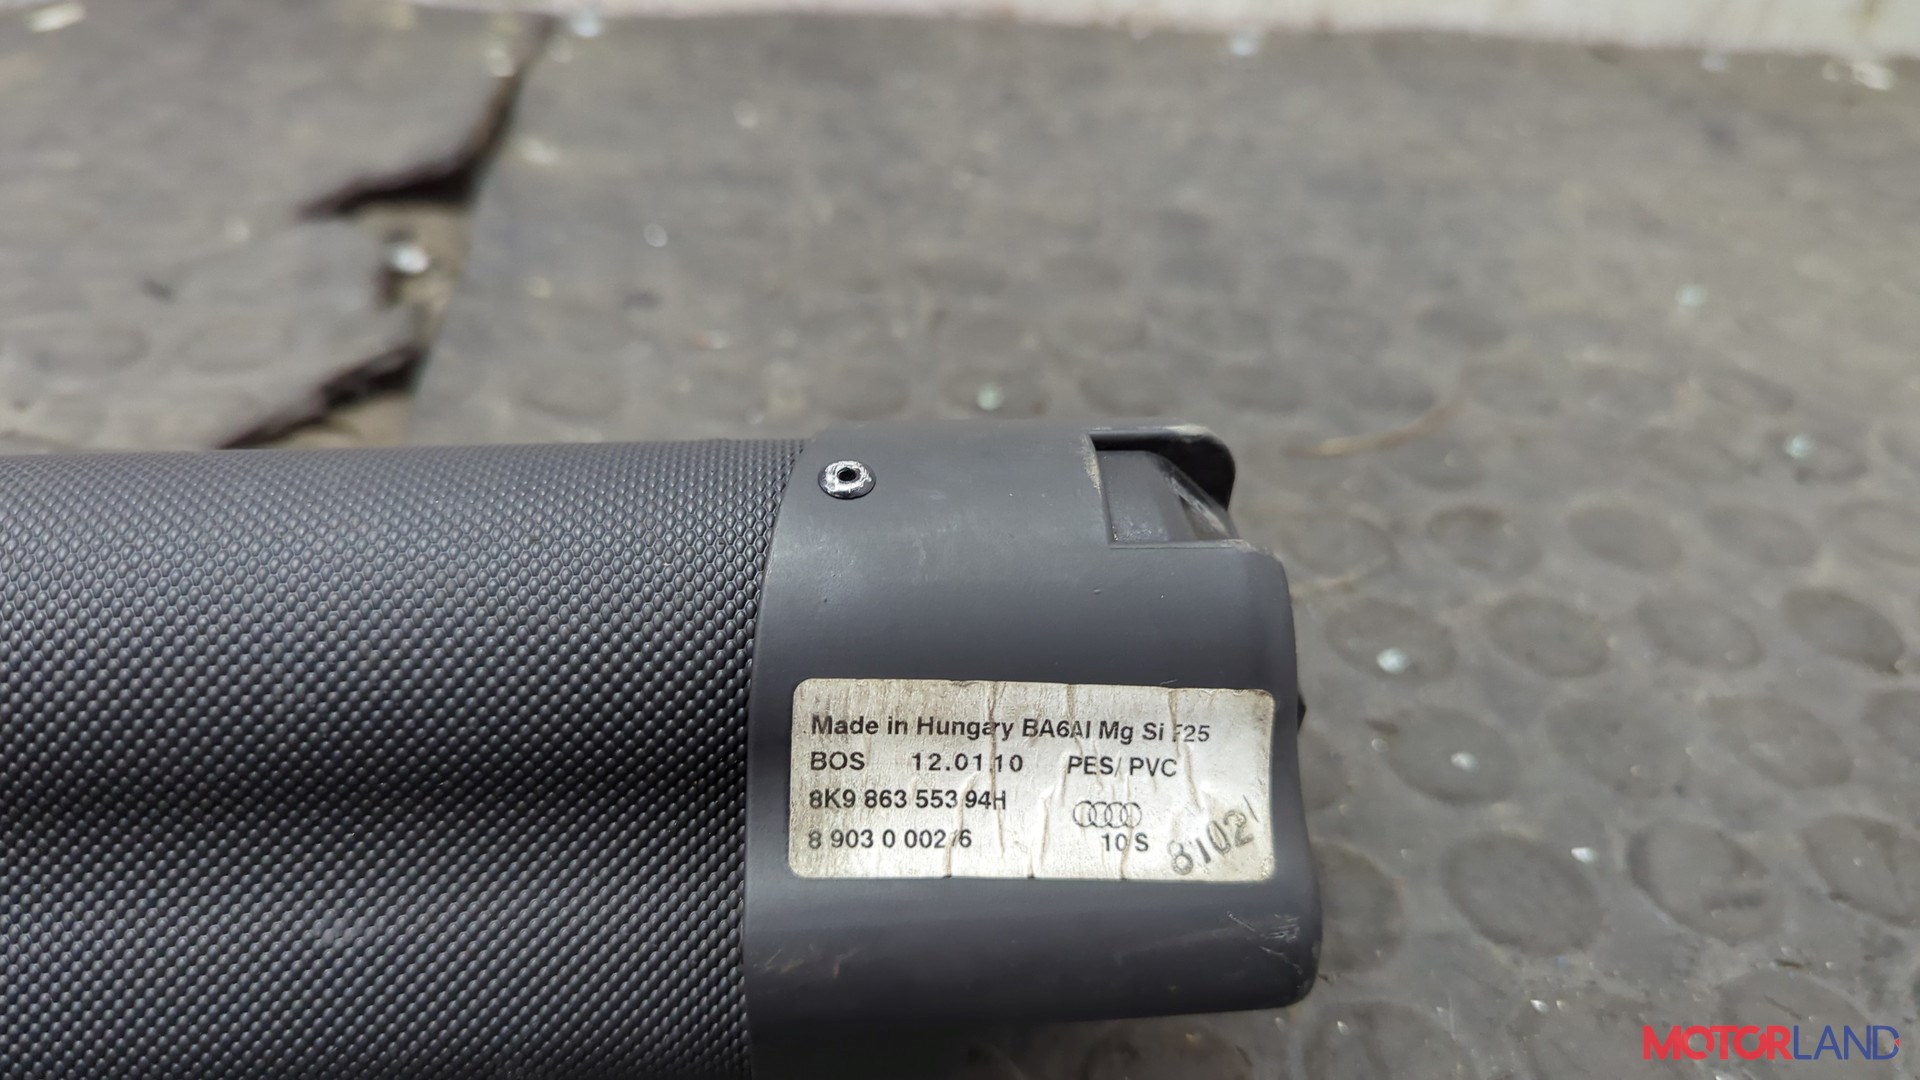 Made in Hungary BA6Al Mg Si F25
BOS 12.01.10 PES/ PVC
8K9 863 553 94H
8 903 0 002 6
10 S
8102
MOTORLAND